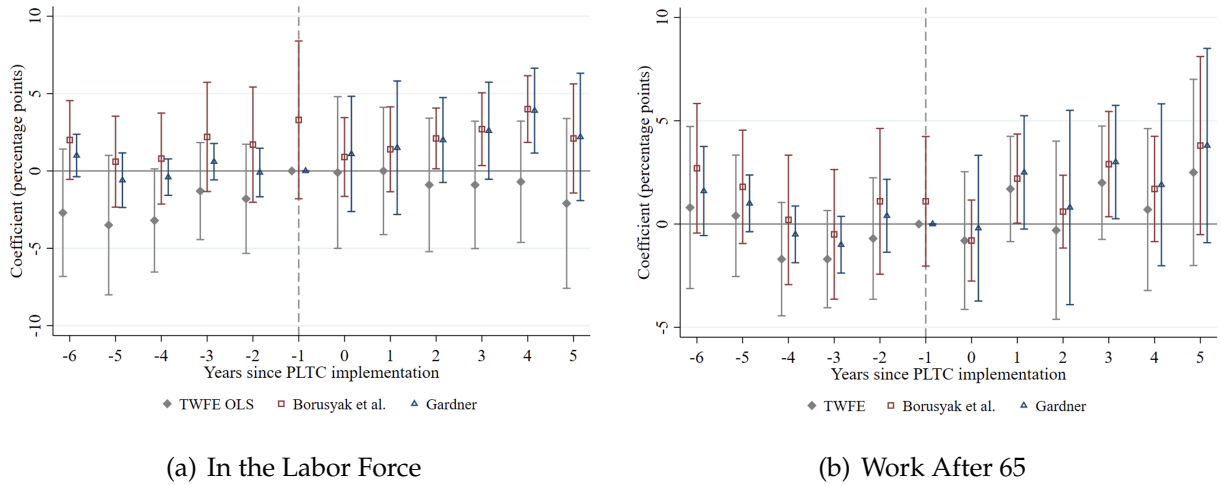 Coefficient (percentage points)
10
5
0
-5
-10
-6 -5 -4 -3 -2 -1 0 1 2 3 4 5
Years since PLTC implementation
TWFE OLS Borusyak et al. Gardner
(a) In the Labor Force
Coefficient (percentage points)
10
5
0
-5
-6 -5 -4 -3 -2 -1 0 1 2 3 4 5
Years since PLTC implementation
TWFE Borusyak et al. Gardner
(b) Work After 65